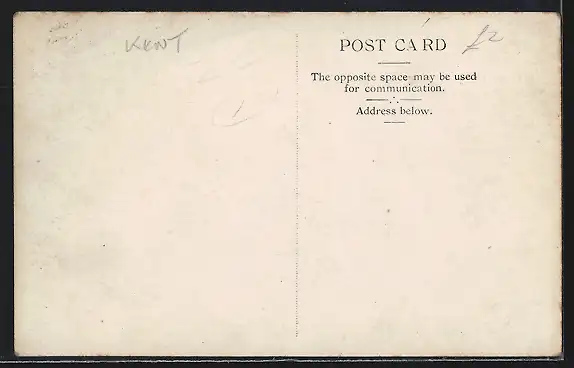 KENT
POST CARD £2
The opposite space may be used
for communication.
Address below.